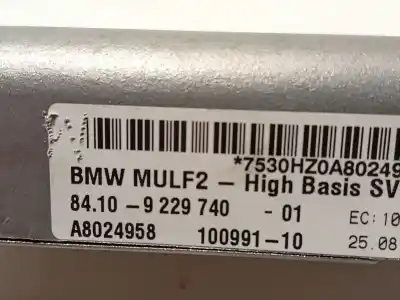 *7530HZ0A80249
BMW MULF2 – High Basis SV
84.10 - 9 229 740 - 01 EC:10
A8024958 100991-10 25.08